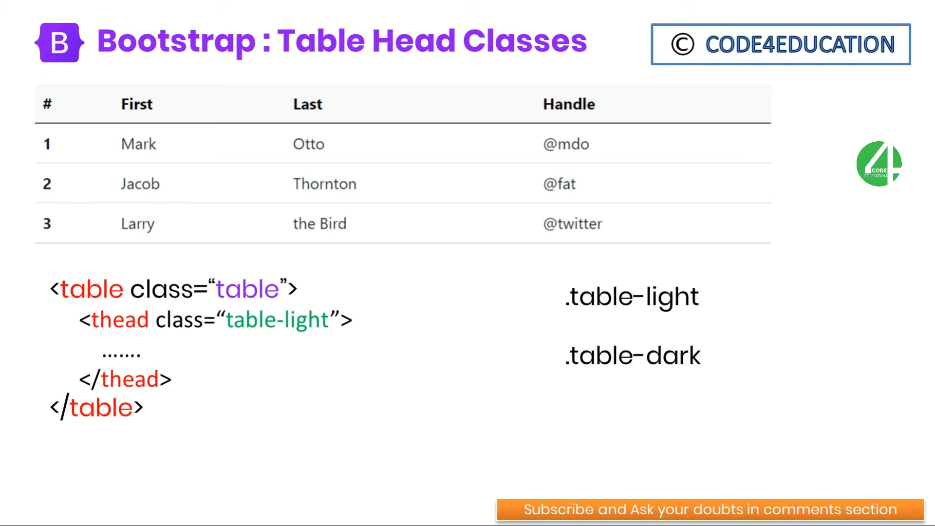 B Bootstrap : Table Head Classes
© CODE4EDUCATION
# First Last Handle
1 Mark Otto @mdo
2 Jacob Thornton @fat
3 Larry the Bird @twitter
4
CODE
<table class=“table”>
<thead class=“table-light”>
.......
</thead>
</table>
.table-light
.table-dark
Subscribe and Ask your doubts in comments section